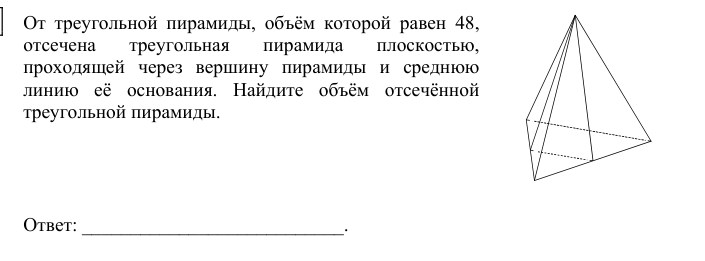 От треугольной пирамиды, объём которой равен 48,
отсечена треугольная пирамида плоскостью,
проходящей через вершину пирамиды и среднюю
линию её основания. Найдите объём отсечённой
треугольной пирамиды.
Ответ: ___________________________.